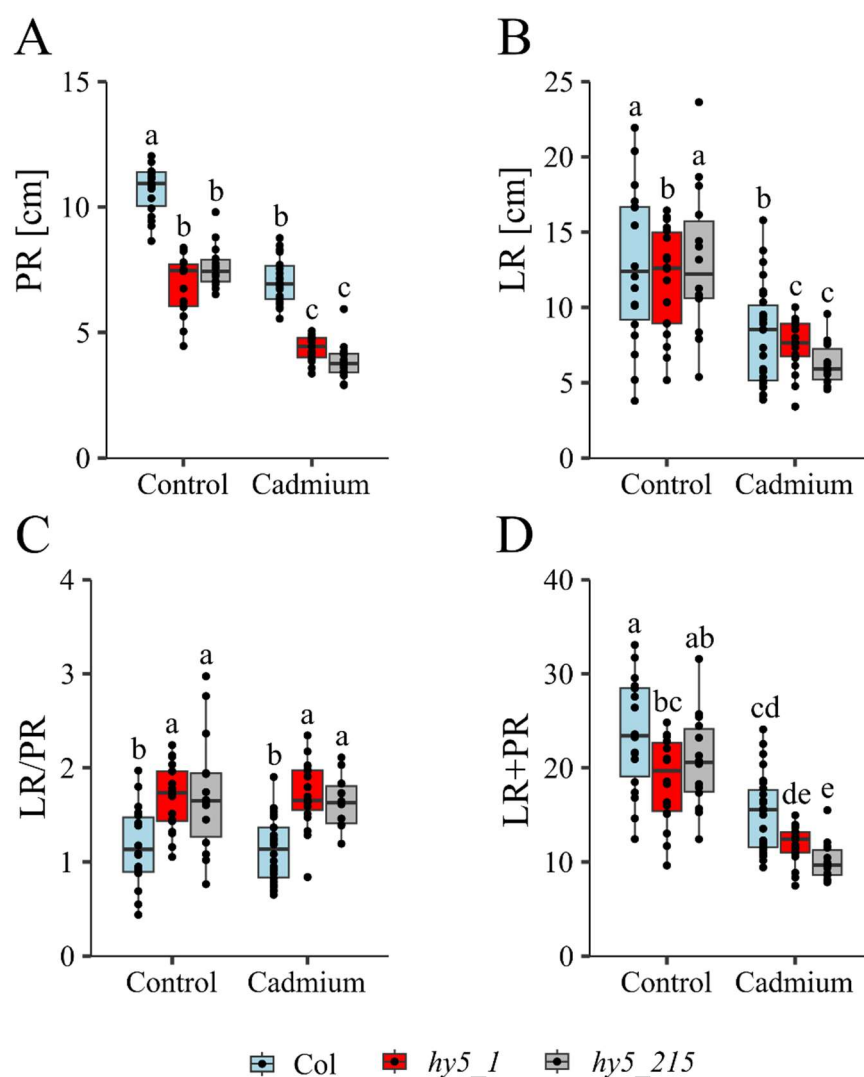 A
B
15
10
5
0
PR [cm]
a
b
b
b
c
c
Control
Cadmium
25
20
15
10
5
0
LR [cm]
a
b
a
b
c
c
Control
Cadmium
C
D
4
3
2
1
0
LR/PR
b
a
a
b
a
a
Control
Cadmium
40
30
20
10
0
LR+PR
a
bc
ab
cd
de
e
Control
Cadmium
Col
hy5_1
hy5_215